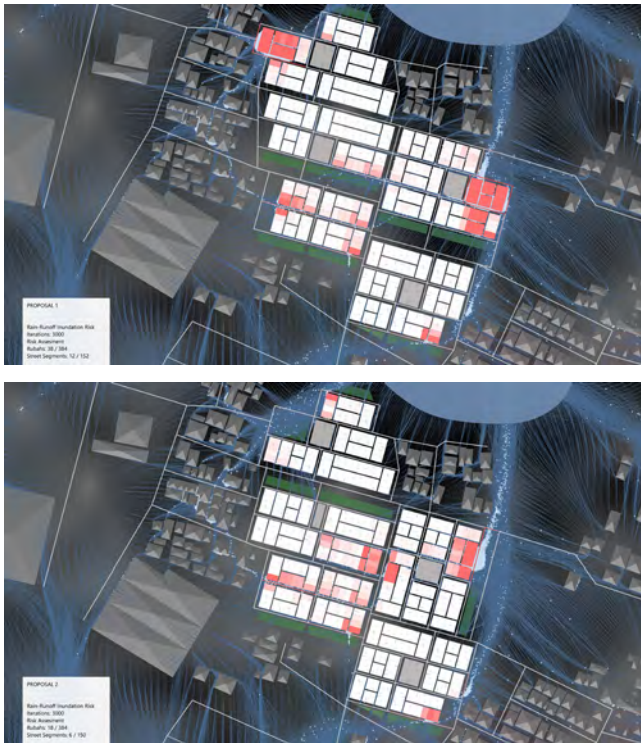 PROPOSAL 1
Rain-Runoff Inundation Risk
Iterations: 3000
Risk Assesment
Rubahs: 38 / 384
Street Segments: 12 / 152
PROPOSAL 2
Rain-Runoff Inundation Risk
Iterations: 3000
Risk Assesment
Rubahs: 18 / 384
Street Segments: 6 / 150